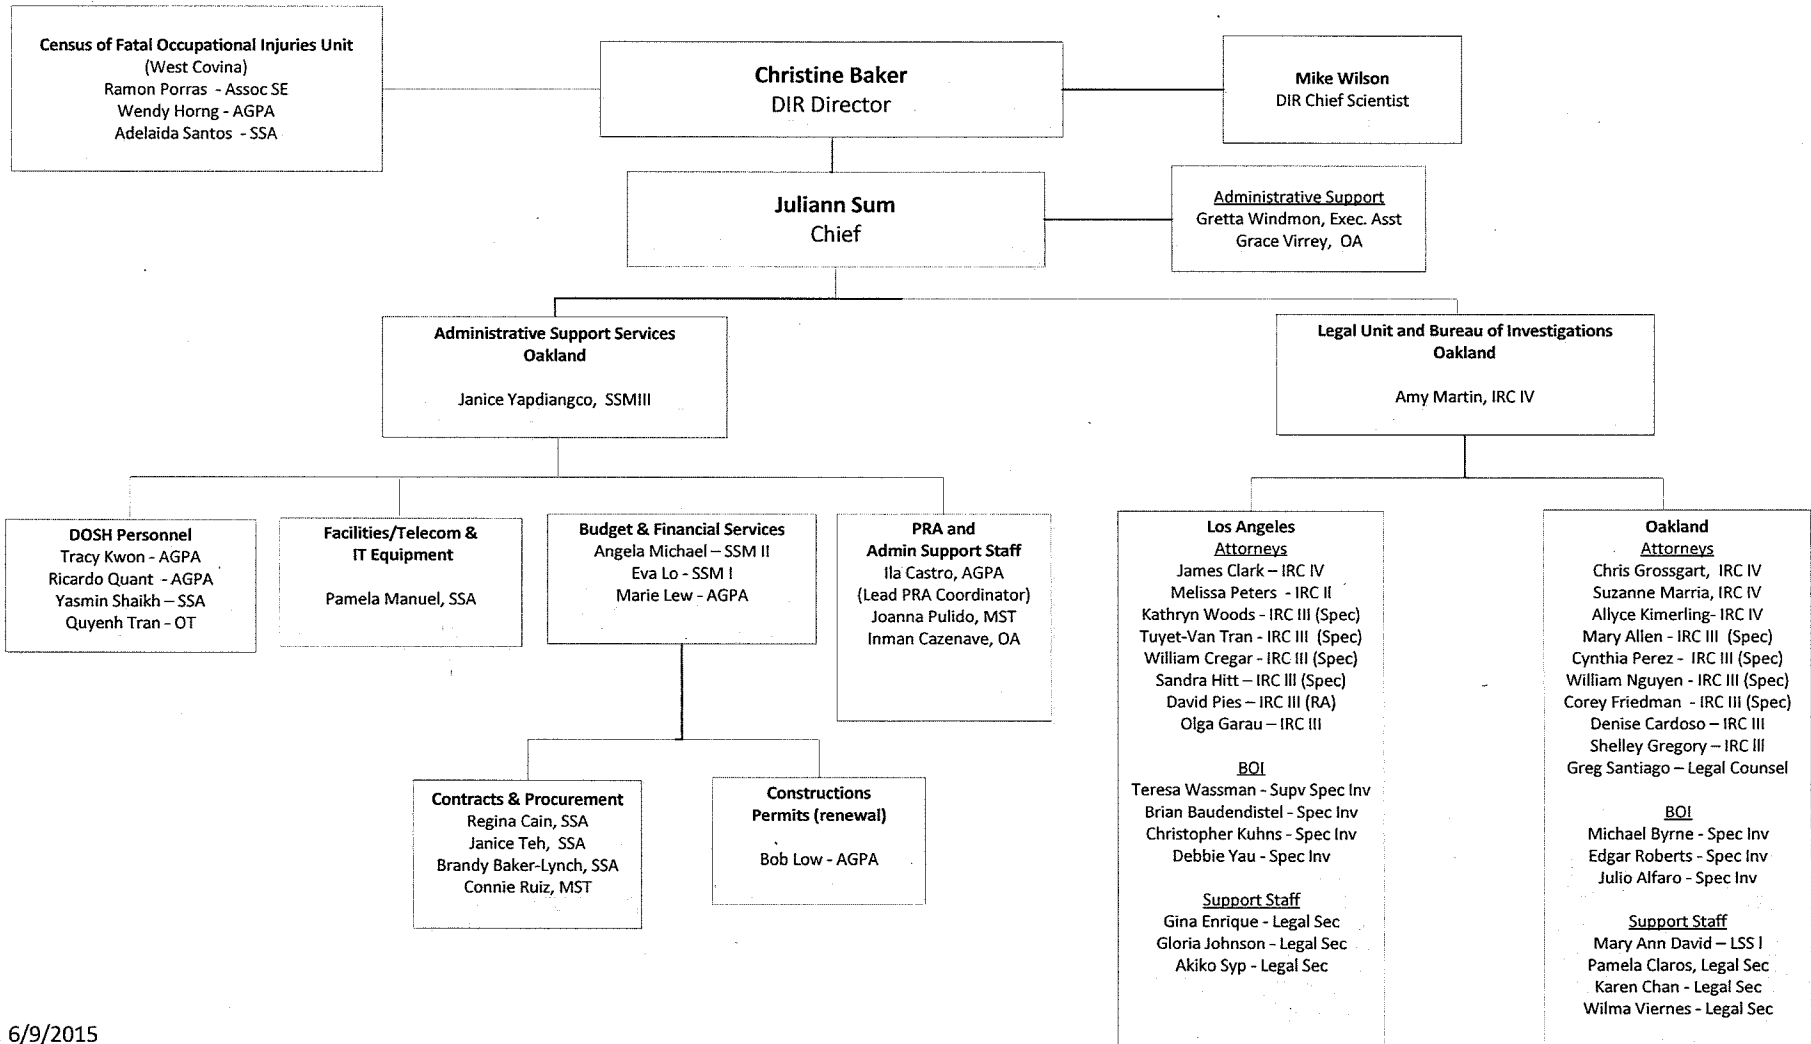 Census of Fatal Occupational Injuries Unit
(West Covina)
Ramon Porras - Assoc SE
Wendy Horng - AGPA
Adelaida Santos - SSA
Christine Baker
DIR Director
Mike Wilson
DIR Chief Scientist
Juliann Sum
Chief
Administrative Support
Gretta Windmon, Exec. Asst
Grace Virrey, OA
Administrative Support Services
Oakland
Janice Yapdiangco, SSMIII
Legal Unit and Bureau of Investigations
Oakland
Amy Martin, IRC IV
DOSH Personnel
Tracy Kwon - AGPA
Ricardo Quant - AGPA
Yasmin Shaikh – SSA
Quyenh Tran - OT
Facilities/Telecom &
IT Equipment
Pamela Manuel, SSA
Budget & Financial Services
Angela Michael – SSM II
Eva Lo - SSM I
Marie Lew - AGPA
PRA and
Admin Support Staff
Ila Castro, AGPA
(Lead PRA Coordinator)
Joanna Pulido, MST
Inman Cazenave, OA
Contracts & Procurement
Regina Cain, SSA
Janice Teh, SSA
Brandy Baker-Lynch, SSA
Connie Ruiz, MST
Constructions
Permits (renewal)
Bob Low - AGPA
Los Angeles
Attorneys
James Clark – IRC IV
Melissa Peters - IRC II
Kathryn Woods - IRC III (Spec)
Tuyet-Van Tran - IRC III (Spec)
William Cregar - IRC III (Spec)
Sandra Hitt – IRC III (Spec)
David Pies – IRC III (RA)
Olga Garau – IRC III
BOI
Teresa Wassman - Supv Spec Inv
Brian Baudendistel - Spec Inv
Christopher Kuhns - Spec Inv
Debbie Yau - Spec Inv
Support Staff
Gina Enrique - Legal Sec
Gloria Johnson - Legal Sec
Akiko Syp - Legal Sec
Oakland
Attorneys
Chris Grossgart, IRC IV
Suzanne Marria, IRC IV
Allyce Kimerling- IRC IV
Mary Allen - IRC III (Spec)
Cynthia Perez - IRC III (Spec)
William Nguyen - IRC III (Spec)
Corey Friedman - IRC III (Spec)
Denise Cardoso – IRC III
Shelley Gregory – IRC III
Greg Santiago – Legal Counsel
BOI
Michael Byrne - Spec Inv
Edgar Roberts - Spec Inv
Julio Alfaro - Spec Inv
Support Staff
Mary Ann David – LSS I
Pamela Claros, Legal Sec
Karen Chan - Legal Sec
Wilma Viernes - Legal Sec
6/9/2015